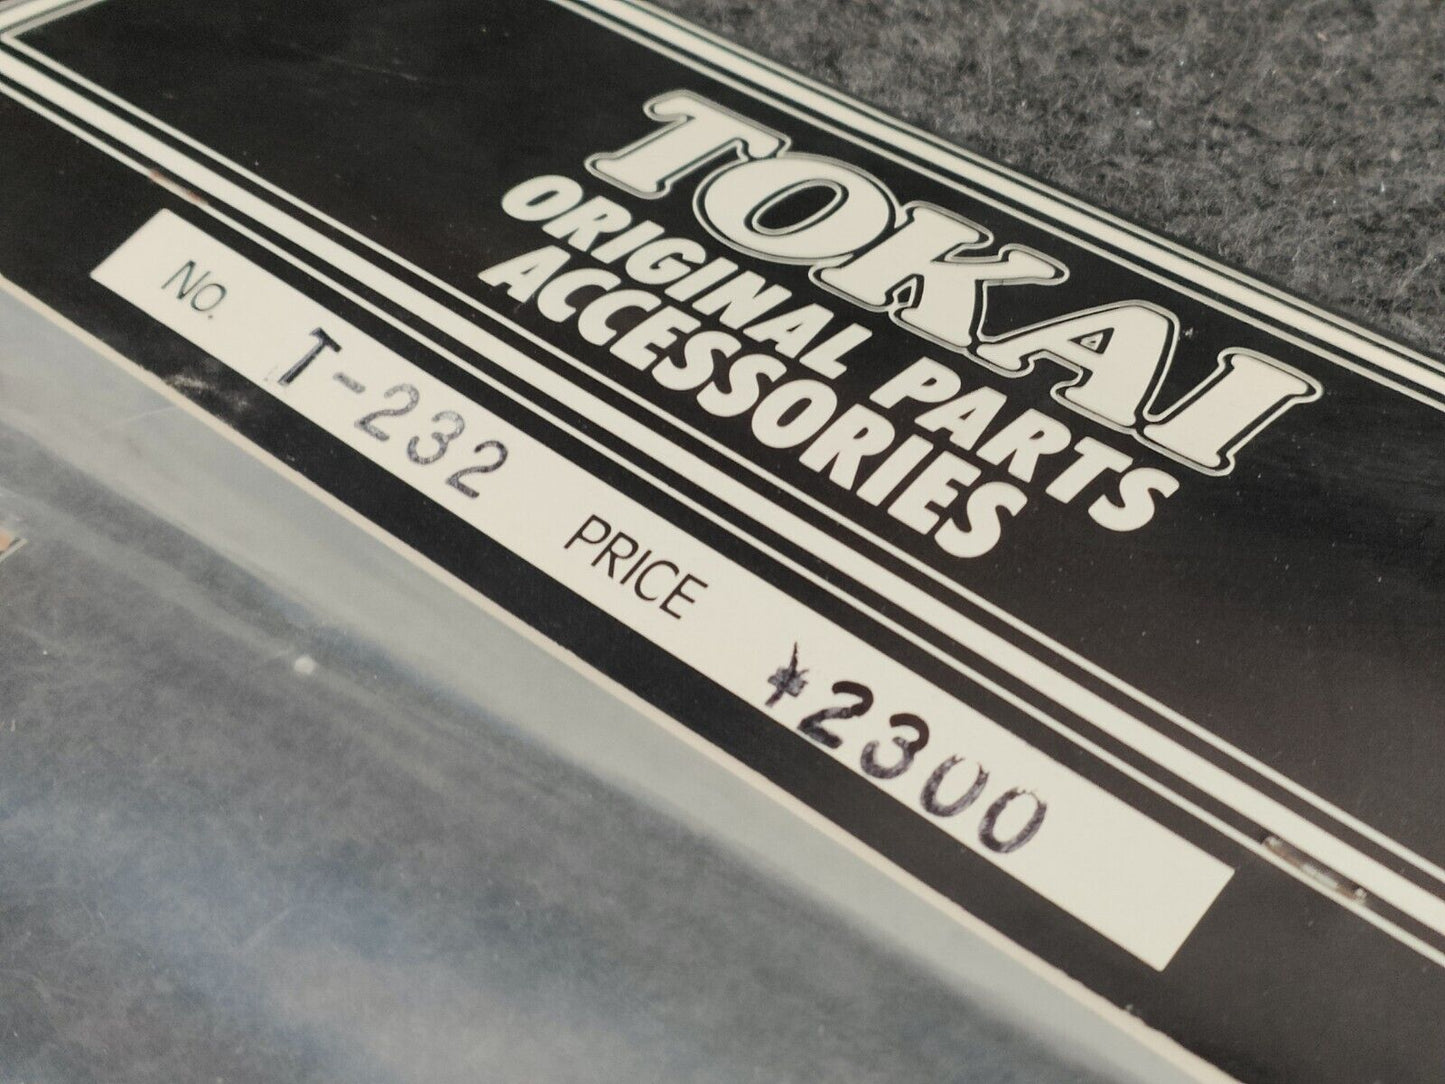 TOKAI
ORIGINAL PARTS
ACCESSORIES
NO. T-232 PRICE ¥2300